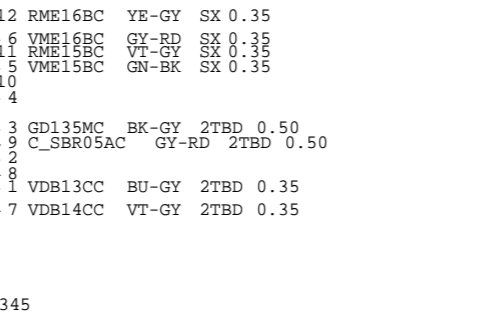 12 RME16BC YE-GY SX 0.35
6 VME16BC GY-RD SX 0.35
11 RME15BC VT-GY SX 0.35
5 VME15BC GN-BK SX 0.35
10
4
3 GD135MC BK-GY 2TBD 0.50
9 C_SBR05AC GY-RD 2TBD 0.50
2
8
1 VDB13CC BU-GY 2TBD 0.35
7 VDB14CC VT-GY 2TBD 0.35
345